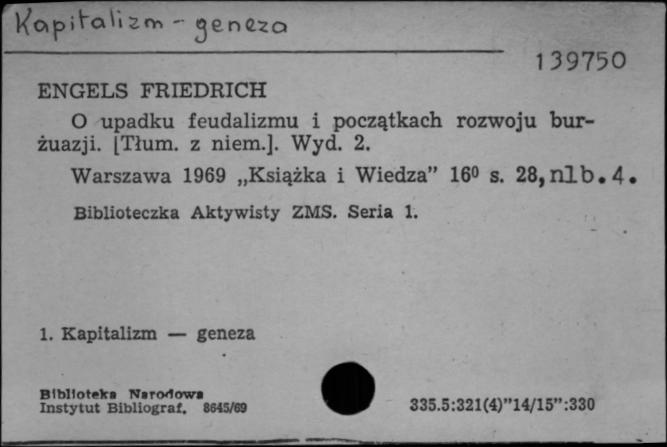 Kapitalizm - geneza
139750
ENGELS FRIEDRICH
O upadku feudalizmu i początkach rozwoju bur-
żuazji. [Tłum. z niem.]. Wyd. 2.
Warszawa 1969 „Książka i Wiedza” 16⁰ s. 28, nlb. 4.
Biblioteczka Aktywisty ZMS. Seria 1.
1. Kapitalizm — geneza
Biblioteka Narodowa
Instytut Bibliograf. 8645/69
335.5:321(4)”14/15”:330